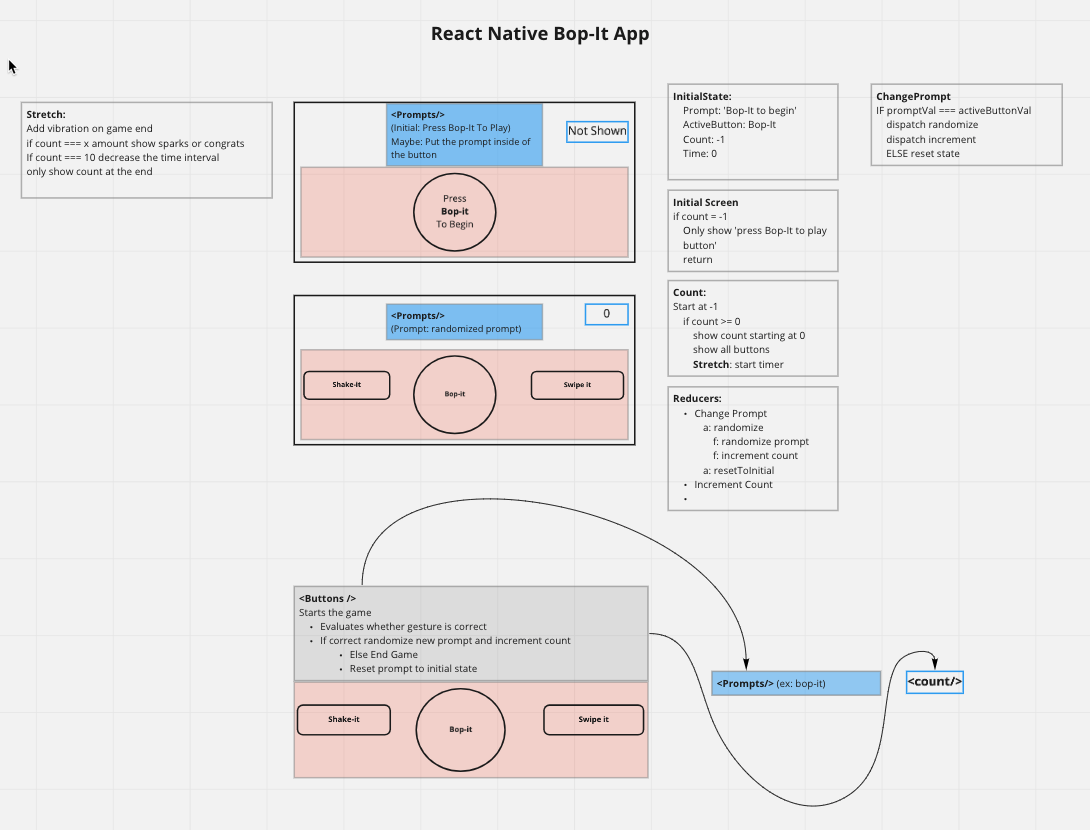 React Native Bop-It App
Stretch:
Add vibration on game end
if count === x amount show sparks or congrats
If count === 10 decrease the time interval
only show count at the end
<Prompts/>
(Initial: Press Bop-It To Play)
Maybe: Put the prompt inside of
the button
Not Shown
Press
Bop-it
To Begin
<Prompts/>
(Prompt: randomized prompt)
0
Shake-it
Bop-it
Swipe it
InitialState:
Prompt: 'Bop-It to begin'
ActiveButton: Bop-It
Count: -1
Time: 0
ChangePrompt
IF promptVal === activeButtonVal
dispatch randomize
dispatch increment
ELSE reset state
Initial Screen
if count = -1
Only show 'press Bop-It to play
button'
return
Count:
Start at -1
if count >= 0
show count starting at 0
show all buttons
Stretch: start timer
Reducers:
• Change Prompt
a: randomize
f: randomize prompt
f: increment count
a: resetToInitial
• Increment Count
•
<Buttons />
Starts the game
• Evaluates whether gesture is correct
• If correct randomize new prompt and increment count
• Else End Game
• Reset prompt to initial state
Shake-it
Bop-it
Swipe it
<Prompts/> (ex: bop-it)
<count/>